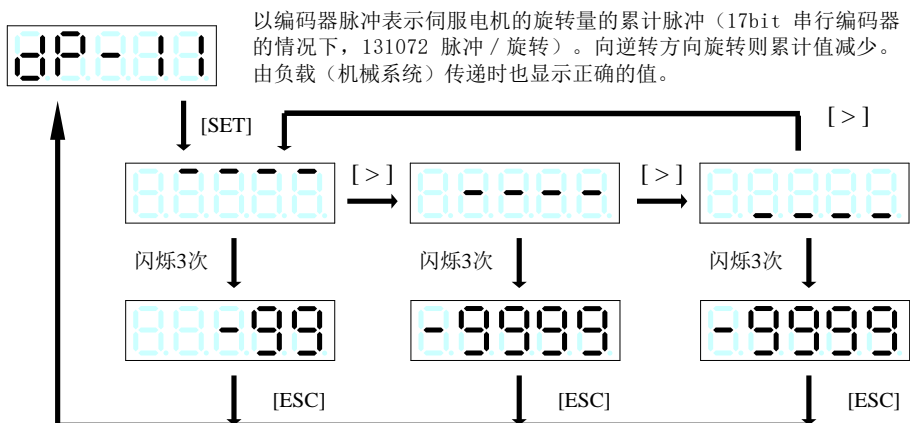 以编码器脉冲表示伺服电机的旋转量的累计脉冲（17bit 串行编码器
的情况下，131072 脉冲／旋转）。向逆转方向旋转则累计值减少。
由负载（机械系统）传递时也显示正确的值。
dP-11
[SET]
[ > ]
---- [ > ] ---- [ > ] ----
闪烁3次 闪烁3次 闪烁3次
-99 -9999 -9999
[ESC] [ESC] [ESC]